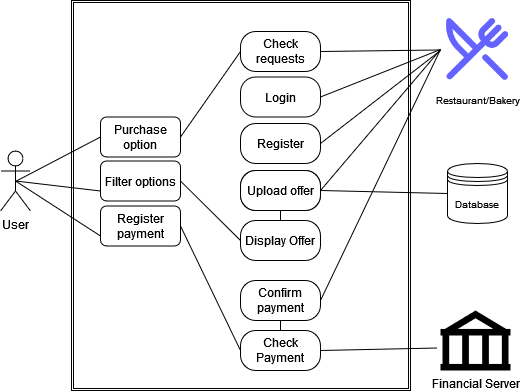 Check
requests
Restaurant/Bakery
Login
Purchase
option
Register
Filter options
Upload offer
Database
User
Register
payment
Display Offer
Confirm
payment
Check
Payment
Financial Server